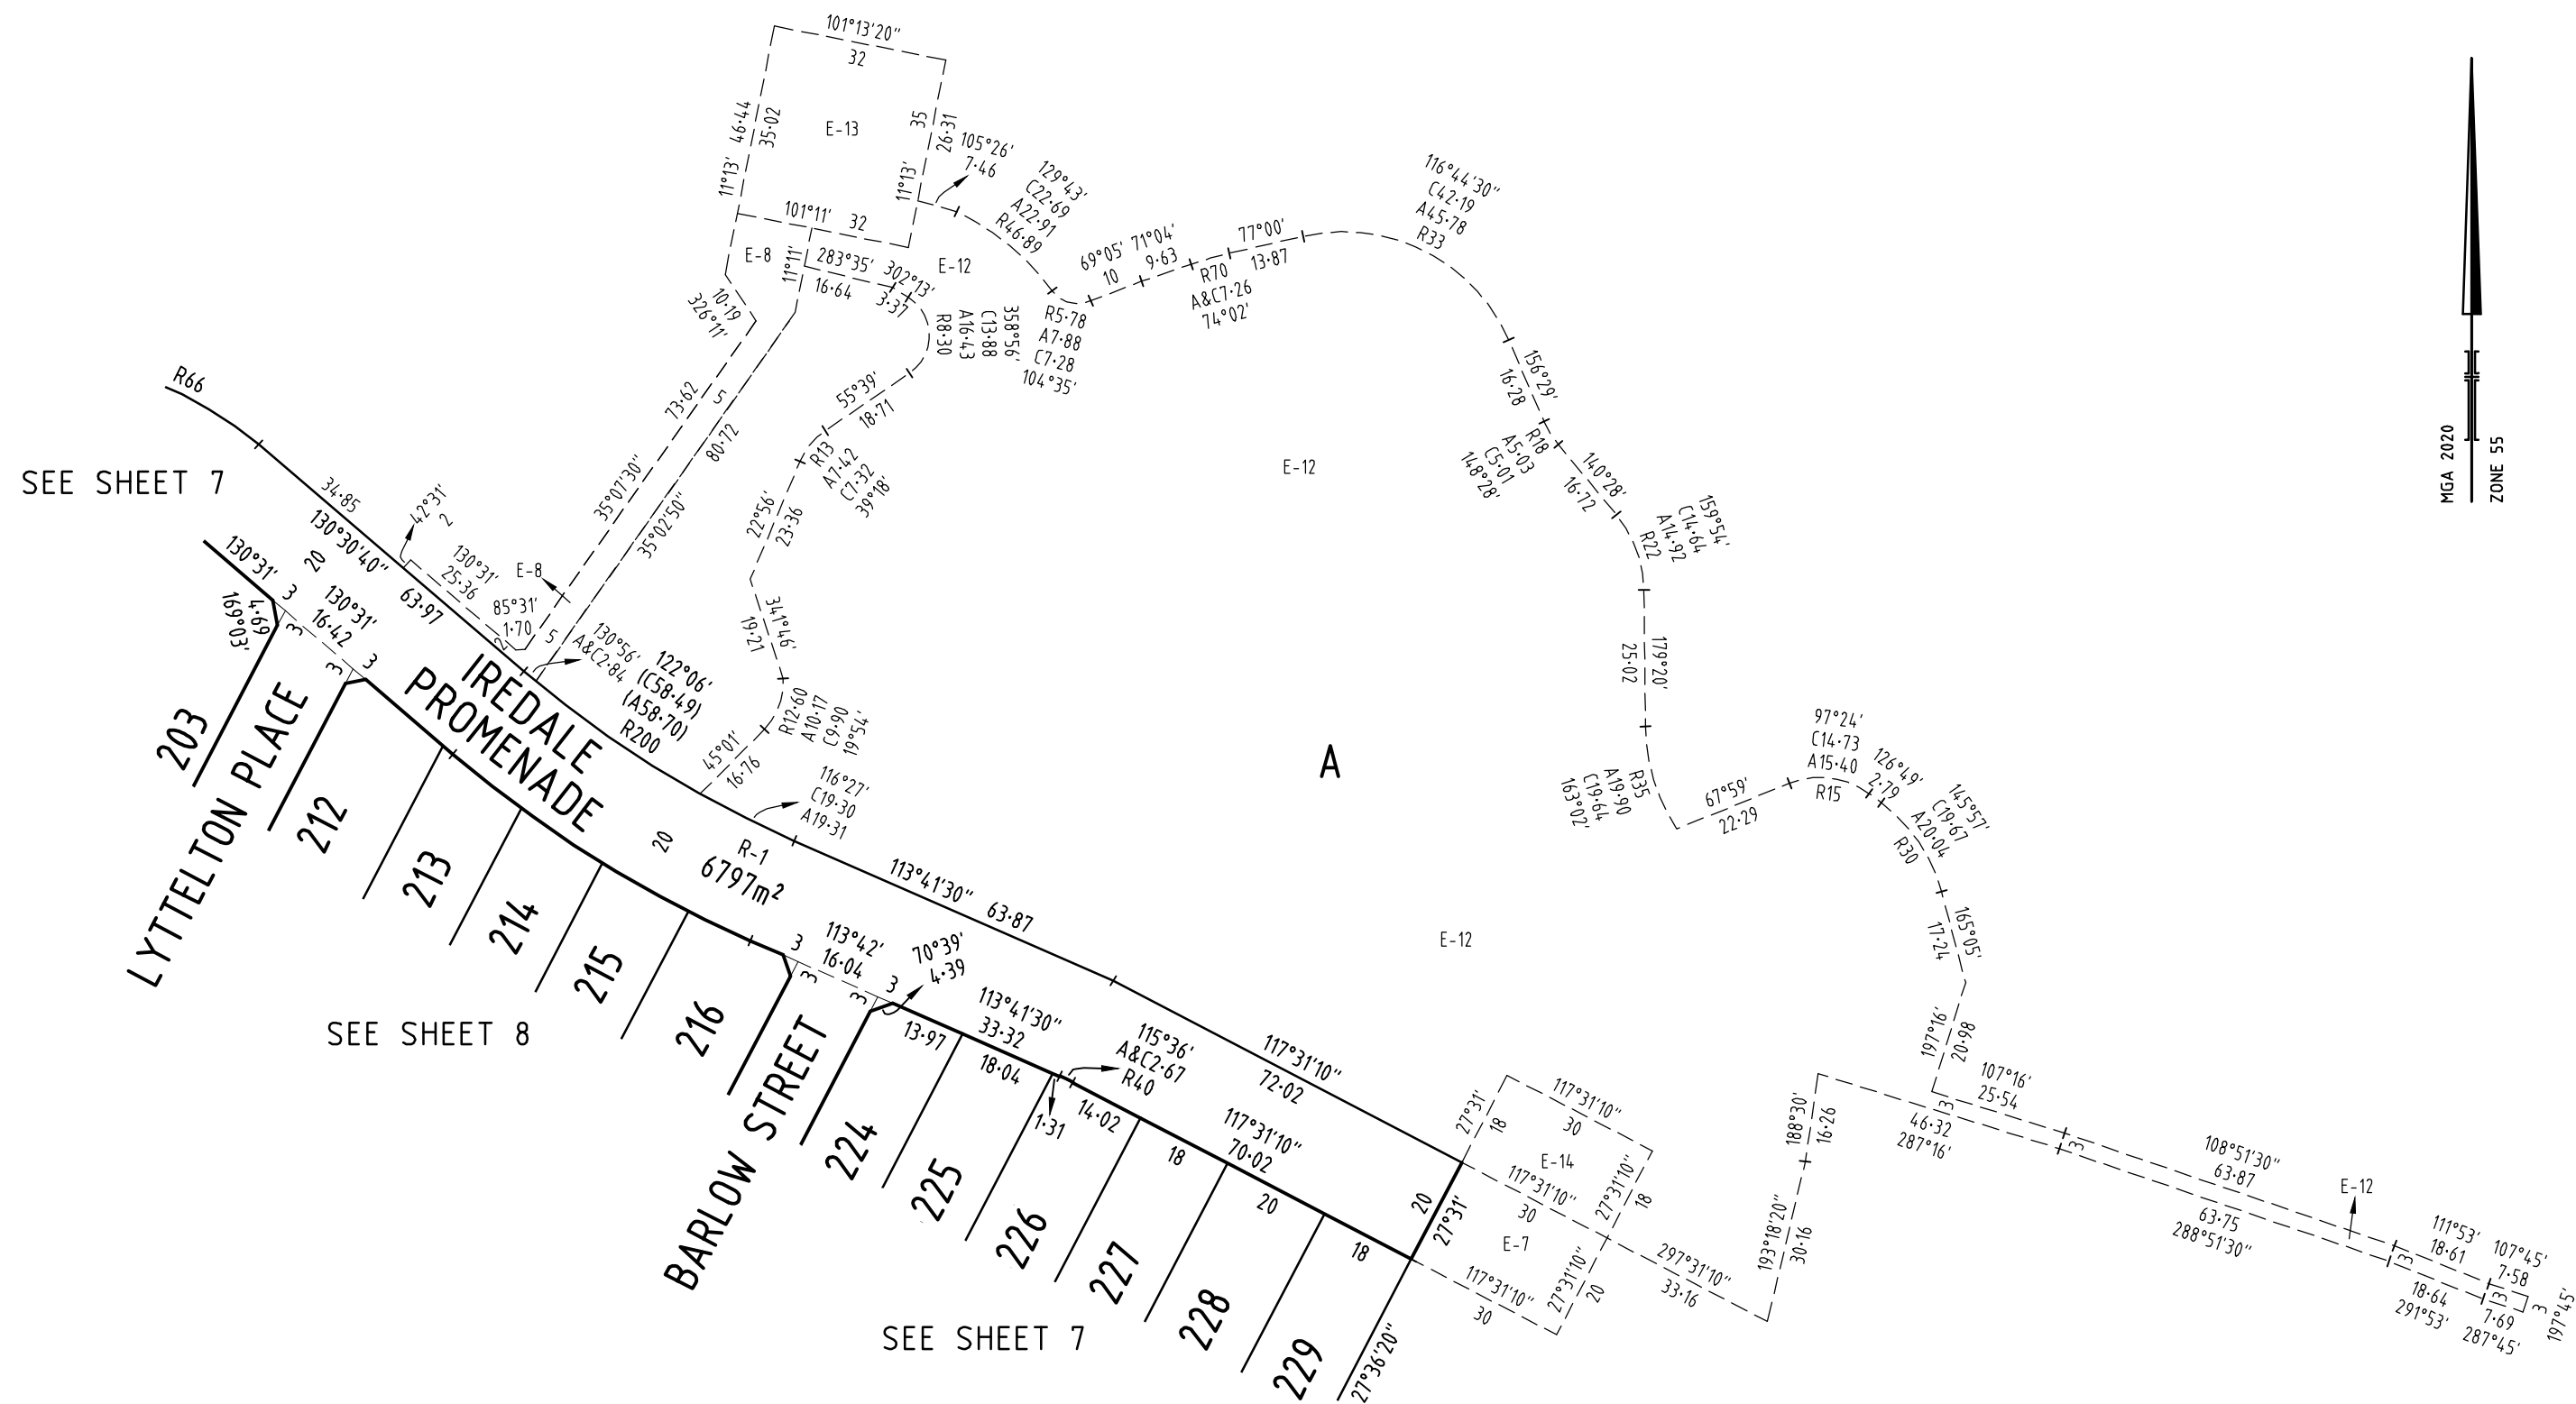 101°13'20"
32
46·44
35·02
11°13'
E-13
35
26·31
11°13'
105°26'
7·46
129°43'
C22·69
A22·91
R46·89
101°11'
32
E-8
11°11'
283°35'
16·64
302°13'
3·37
E-12
10·19
326°11'
358°56'
C13·88
A16·43
R8·30
R5·78
A7·88
C7·28
104°35'
69°05'
10
71°04'
9·63
R70
A&C7·26
74°02'
77°00'
13·87
116°44'30"
C42·19
A45·78
R33
MGA 2020
ZONE 55
156°29'
16·28
R18
A5·03
C5·01
148°28'
140°28'
16·72
159°54'
C14·64
A14·92
R22
179°20'
25·02
R35
A19·90
C19·64
163°02'
67°59'
22·29
97°24'
C14·73
A15·40
R15
126°49'
2·79
145°57'
C19·67
A20·04
R30
165°05'
17·24
197°16'
20·98
107°16'
25·54
3
46·32
287°16'
3
108°51'30"
63·87
63·75
288°51'30"
E-12
111°53'
18·61
3
18·64
291°53'
107°45'
7·58
3
7·69
287°45'
3
197°45'
188°30'
16·26
193°18'20"
30·16
297°31'10"
33·16
R66
SEE SHEET 7
34·85
130°30'40"
63·97
42°31'
2
130°31'
25·36
E-8
85°31'
1·70
2
5
73·62
35°07'30"
5
80·72
35°02'50"
55°39'
18·71
R13
A7·42
C7·32
39°18'
22°56'
23·36
341°46'
19·21
R12·60
A10·17
C9·90
19°54'
45°01'
16·76
130°56'
A&C2·84
122°06'
(C58·49)
(A58·70)
R200
116°27'
C19·30
A19·31
130°31'
20
3
4·69
169°03'
3
130°31'
16·42
3
3
IREDALE
PROMENADE
20
R-1
6797m²
113°41'30"
63·87
E-12
A
E-12
203
LYTTELTON PLACE
212
213
214
215
216
SEE SHEET 8
3
3
113°42'
16·04
3
3
70°39'
4·39
BARLOW STREET
13·97
113°41'30"
33·32
18·04
1·31
115°36'
A&C2·67
R40
117°31'10"
72·02
14·02
18
117°31'10"
70·02
20
18
20
27°31'
224
225
226
227
228
229
27°36'20"
SEE SHEET 7
27°31'
18
117°31'10"
30
E-14
27°31'10"
18
117°31'10"
30
E-7
27°31'10"
20
117°31'10"
30